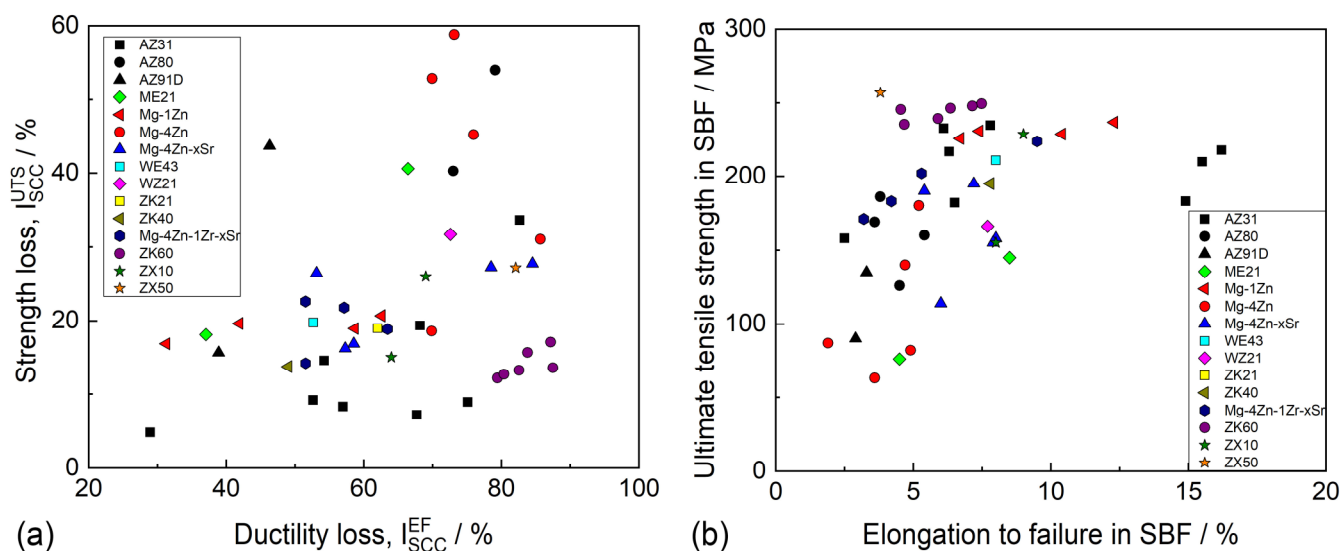 60
40
20
0
Strength loss, I_SCC^UTS / %
AZ31
AZ80
AZ91D
ME21
Mg-1Zn
Mg-4Zn
Mg-4Zn-xSr
WE43
WZ21
ZK21
ZK40
Mg-4Zn-1Zr-xSr
ZK60
ZX10
ZX50
20 40 60 80 100
(a) Ductility loss, I_SCC^EF / %
300
200
100
0
Ultimate tensile strength in SBF / MPa
AZ31
AZ80
AZ91D
ME21
Mg-1Zn
Mg-4Zn
Mg-4Zn-xSr
WE43
WZ21
ZK21
ZK40
Mg-4Zn-1Zr-xSr
ZK60
ZX10
ZX50
0 5 10 15 20
(b) Elongation to failure in SBF / %